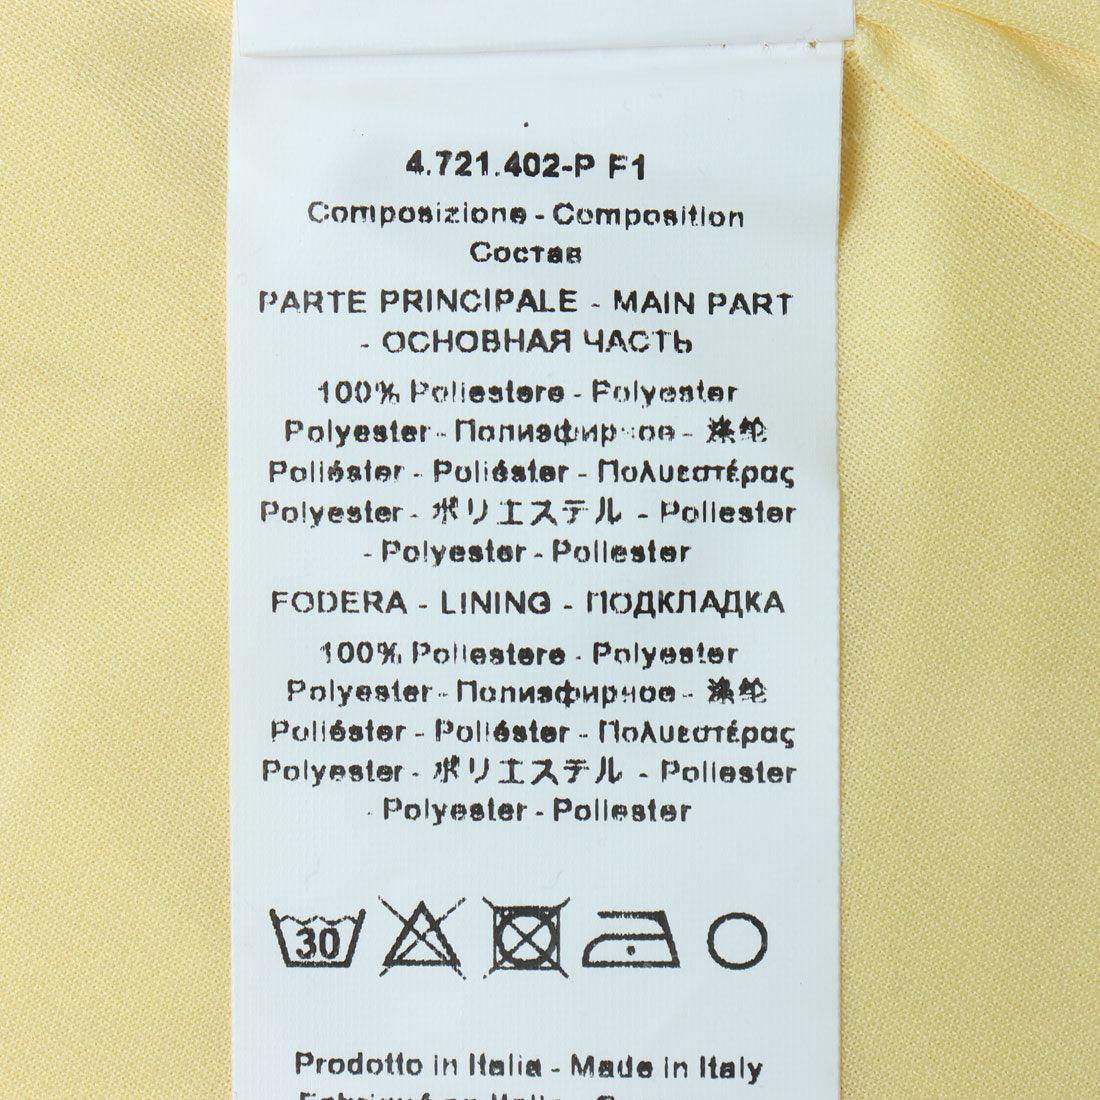 4.721.402-P F1
Composizione - Composition
Состав
PARTE PRINCIPALE - MAIN PART
- ОСНОВНАЯ ЧАСТЬ
100% Poliestere - Polyester
Polyester - Полиэфирное - 涤纶
Poliéster - Poliéster - Πολυεστέρας
Polyester - ポリエステル - Poliester
- Polyester - Poliester
FODERA - LINING - ПОДКЛАДКА
100% Poliestere - Polyester
Polyester - Полиэфирное - 涤纶
Poliéster - Poliéster - Πολυεστέρας
Polyester - ポリエステル - Poliester
- Polyester - Poliester
30
Prodotto in Italia - Made in Italy